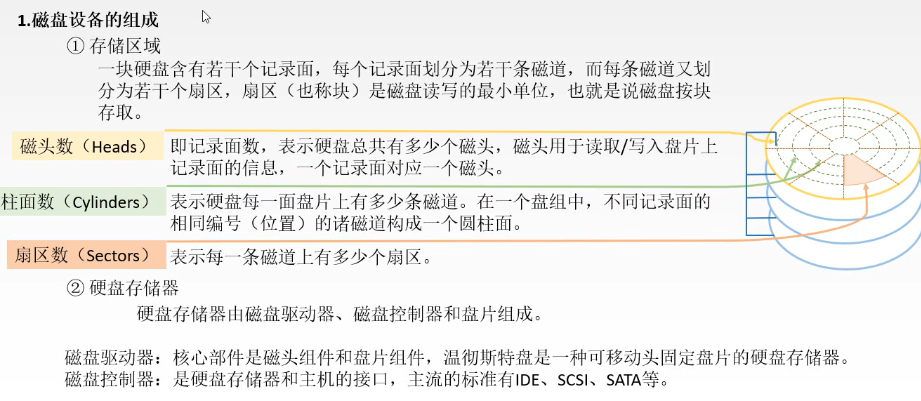 1.磁盘设备的组成
① 存储区域
一块硬盘含有若干个记录面，每个记录面划分为若干条磁道，而每条磁道又划
分为若干个扇区，扇区（也称块）是磁盘读写的最小单位，也就是说磁盘按块
存取。
磁头数（Heads） 即记录面数，表示硬盘总共有多少个磁头，磁头用于读取/写入盘片上
记录面的信息，一个记录面对应一个磁头。
柱面数（Cylinders） 表示硬盘每一面盘片上有多少条磁道。在一个盘组中，不同记录面的
相同编号（位置）的诸磁道构成一个圆柱面。
扇区数（Sectors） 表示每一条磁道上有多少个扇区。
② 硬盘存储器
硬盘存储器由磁盘驱动器、磁盘控制器和盘片组成。
磁盘驱动器：核心部件是磁头组件和盘片组件，温彻斯特盘是一种可移动头固定盘片的硬盘存储器。
磁盘控制器：是硬盘存储器和主机的接口，主流的标准有IDE、SCSI、SATA等。